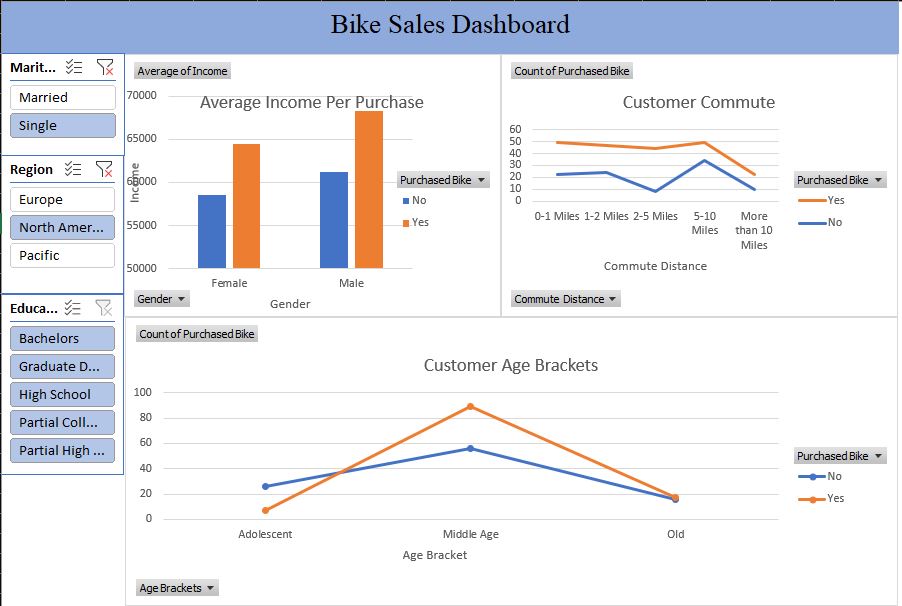 Bike Sales Dashboard
Marit...
Married
Single
Region
Europe
North Amer...
Pacific
Educa...
Bachelors
Graduate D...
High School
Partial Coll...
Partial High ...
Average of Income
Average Income Per Purchase
70000
65000
60000
55000
50000
Income
Female
Male
Gender
Purchased Bike
No
Yes
Gender
Count of Purchased Bike
Customer Commute
60
50
40
30
20
10
0
0-1 Miles
1-2 Miles
2-5 Miles
5-10
Miles
More
than 10
Miles
Commute Distance
Purchased Bike
Yes
No
Commute Distance
Count of Purchased Bike
Customer Age Brackets
100
80
60
40
20
0
Adolescent
Middle Age
Old
Age Bracket
Purchased Bike
No
Yes
Age Brackets